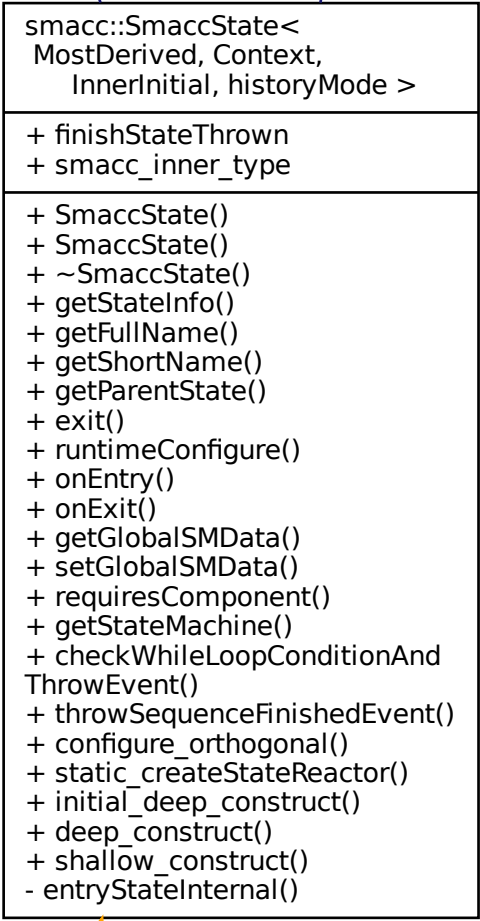 smacc::SmaccState<
MostDerived, Context,
InnerInitial, historyMode >
+ finishStateThrown
+ smacc_inner_type
+ SmaccState()
+ SmaccState()
+ ~SmaccState()
+ getStateInfo()
+ getFullName()
+ getShortName()
+ getParentState()
+ exit()
+ runtimeConfigure()
+ onEntry()
+ onExit()
+ getGlobalSMData()
+ setGlobalSMData()
+ requiresComponent()
+ getStateMachine()
+ checkWhileLoopConditionAnd
ThrowEvent()
+ throwSequenceFinishedEvent()
+ configure_orthogonal()
+ static_createStateReactor()
+ initial_deep_construct()
+ deep_construct()
+ shallow_construct()
- entryStateInternal()